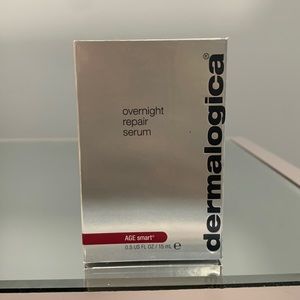 overnight
repair
serum
dermalogica
AGE smart®
0.5 US FL OZ / 15 mL ℮